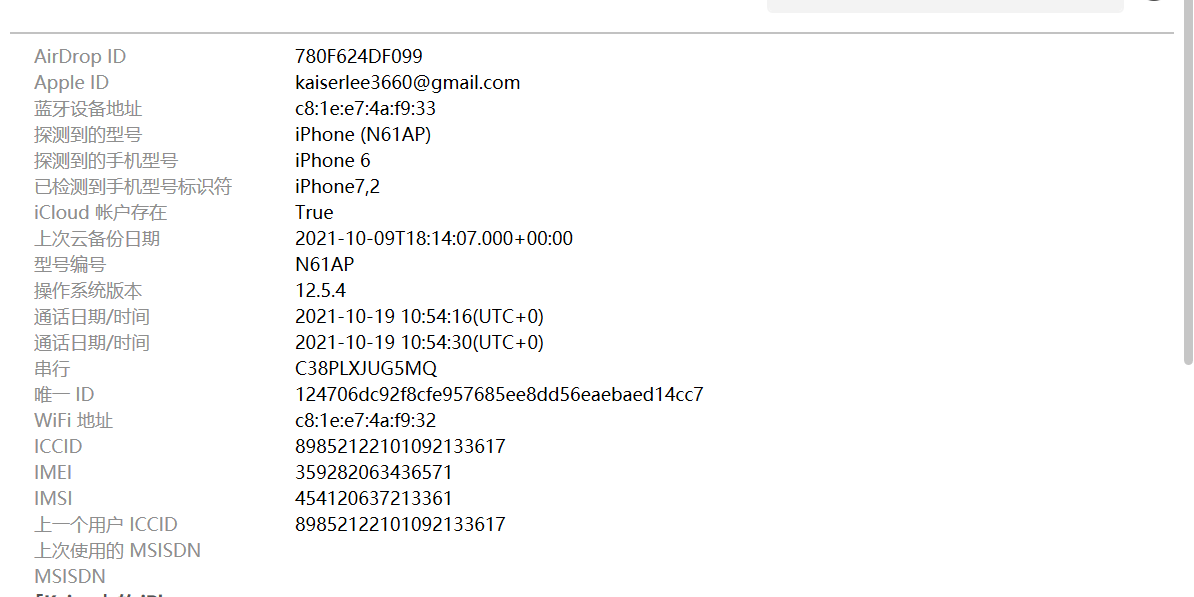 AirDrop ID 780F624DF099
Apple ID kaiserlee3660@gmail.com
蓝牙设备地址 c8:1e:e7:4a:f9:33
探测到的型号 iPhone (N61AP)
探测到的手机型号 iPhone 6
已检测到手机型号标识符 iPhone7,2
iCloud 帐户存在 True
上次云备份日期 2021-10-09T18:14:07.000+00:00
型号编号 N61AP
操作系统版本 12.5.4
通话日期/时间 2021-10-19 10:54:16(UTC+0)
通话日期/时间 2021-10-19 10:54:30(UTC+0)
串行 C38PLXJUG5MQ
唯一 ID 124706dc92f8cfe957685ee8dd56eaebaed14cc7
WiFi 地址 c8:1e:e7:4a:f9:32
ICCID 89852122101092133617
IMEI 359282063436571
IMSI 454120637213361
上一个用户 ICCID 89852122101092133617
上次使用的 MSISDN
MSISDN